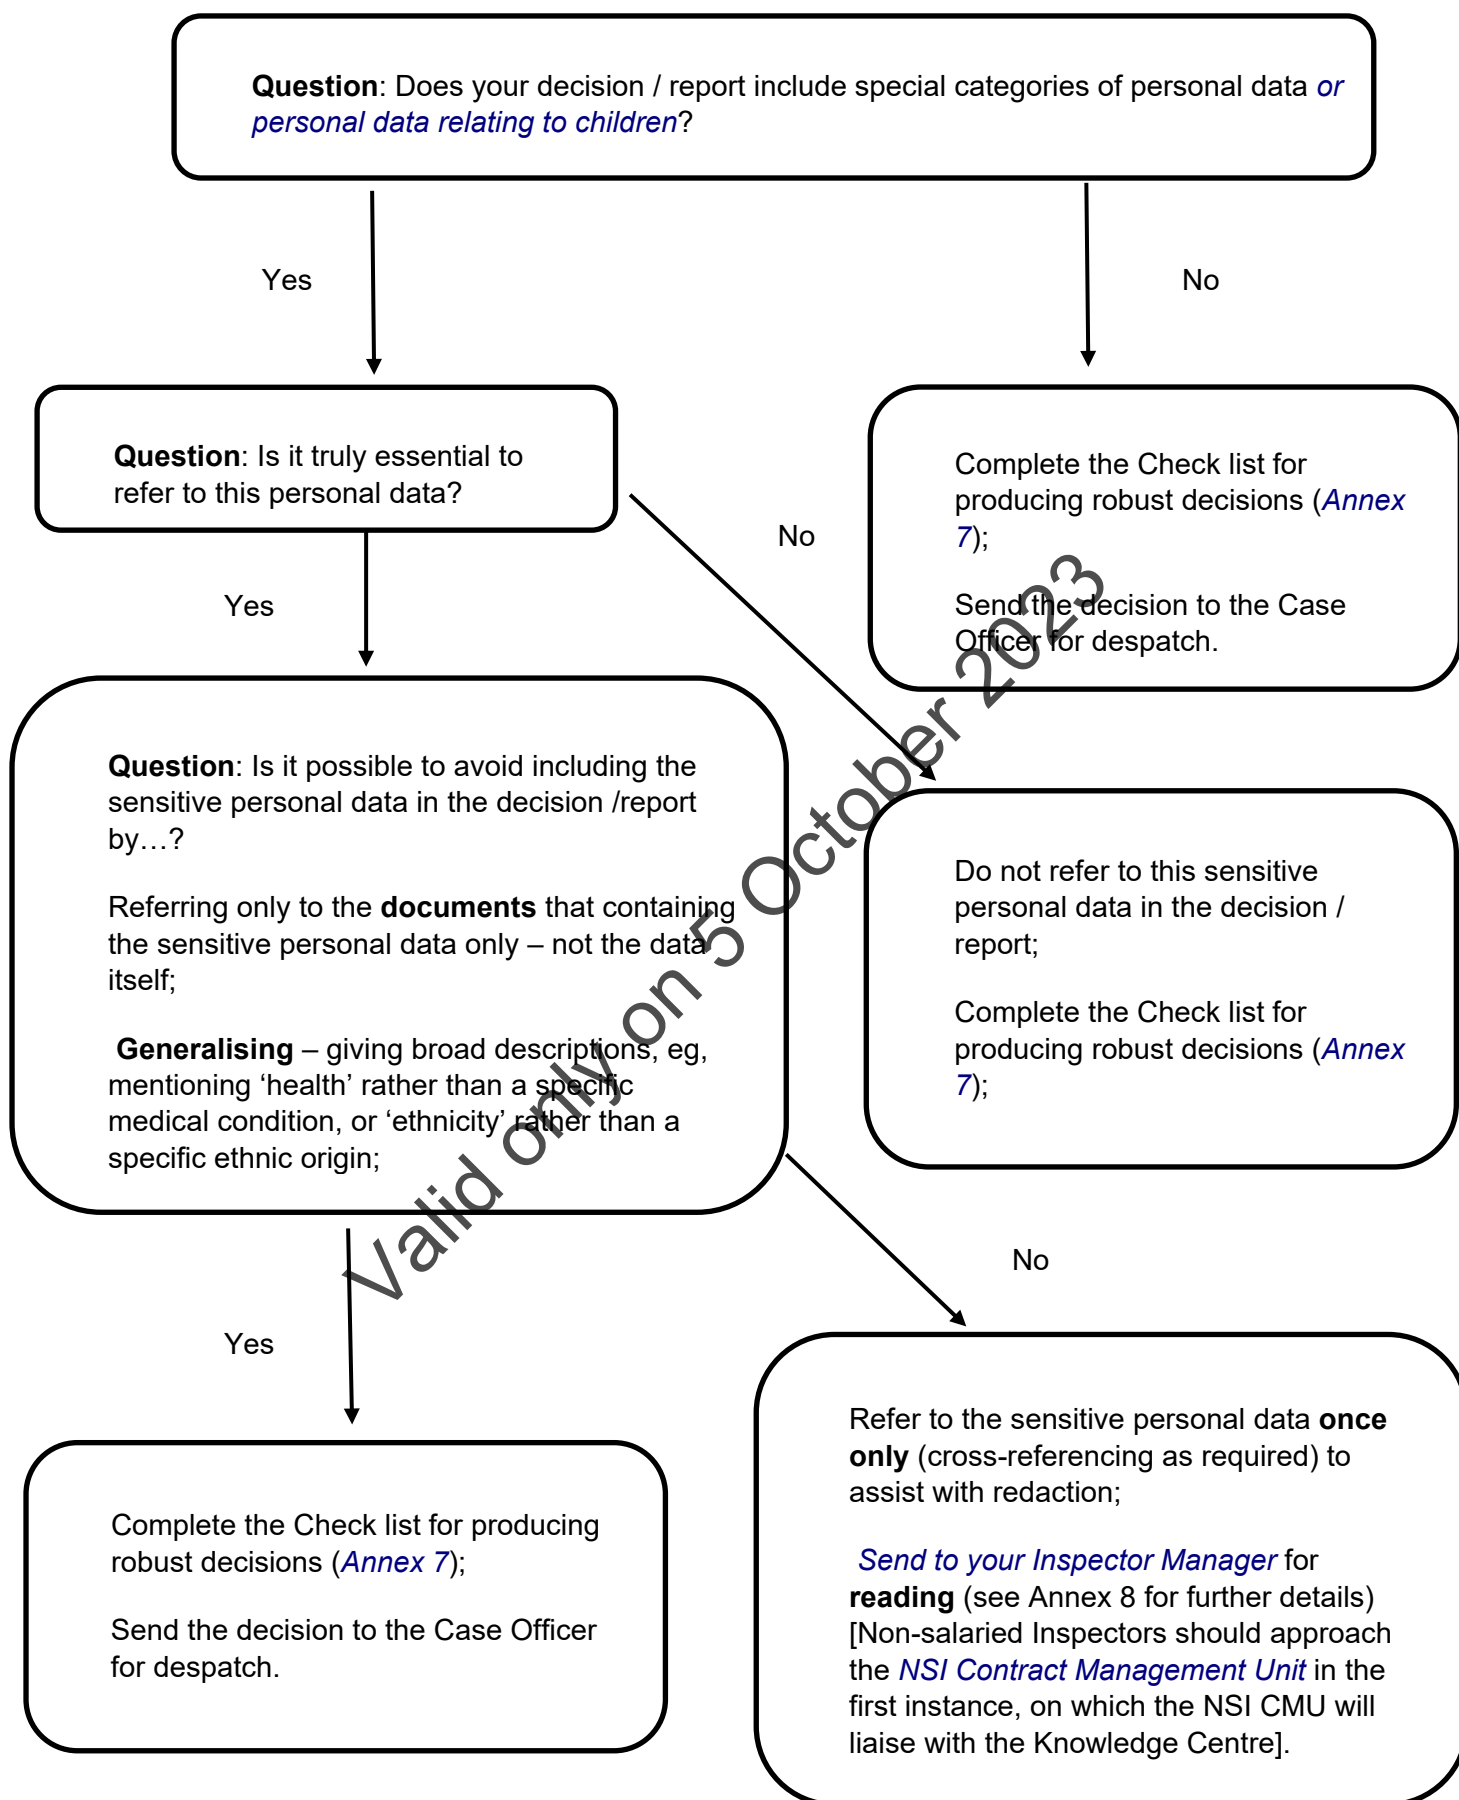 Question: Does your decision / report include special categories of personal data or
personal data relating to children?
Yes
No
Question: Is it truly essential to
refer to this personal data?
Complete the Check list for
producing robust decisions (Annex
7);
Send the decision to the Case
Officer for despatch.
No
Yes
Question: Is it possible to avoid including the
sensitive personal data in the decision /report
by…?
Referring only to the documents that containing
the sensitive personal data only – not the data
itself;
Generalising – giving broad descriptions, eg,
mentioning ‘health’ rather than a specific
medical condition, or ‘ethnicity’ rather than a
specific ethnic origin;
Do not refer to this sensitive
personal data in the decision /
report;
Complete the Check list for
producing robust decisions (Annex
7);
Valid only on 5 October 2023
No
Yes
Complete the Check list for producing
robust decisions (Annex 7);
Send the decision to the Case Officer
for despatch.
Refer to the sensitive personal data once
only (cross-referencing as required) to
assist with redaction;
Send to your Inspector Manager for
reading (see Annex 8 for further details)
[Non-salaried Inspectors should approach
the NSI Contract Management Unit in the
first instance, on which the NSI CMU will
liaise with the Knowledge Centre].